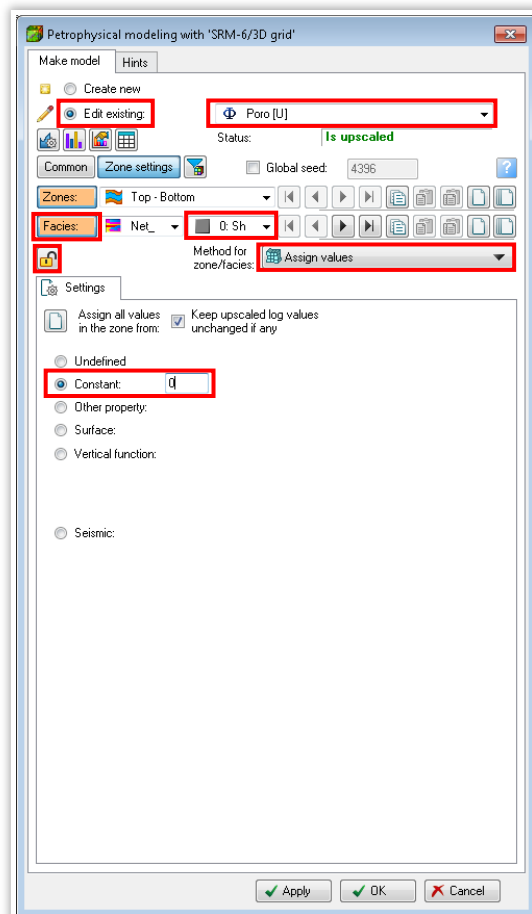 Petrophysical modeling with 'SRM-6/3D grid'
Make model Hints
Create new
Edit existing: Φ Poro [U]
Status: Is upscaled
Common Zone settings Global seed: 4396 ?
Zones: Top - Bottom
Facies: Net_ 0: Sh
Method for
zone/facies: Assign values
Settings
Assign all values Keep upscaled log values
in the zone from: unchanged if any
Undefined
Constant: 0
Other property:
Surface:
Vertical function:
Seismic:
Apply OK Cancel